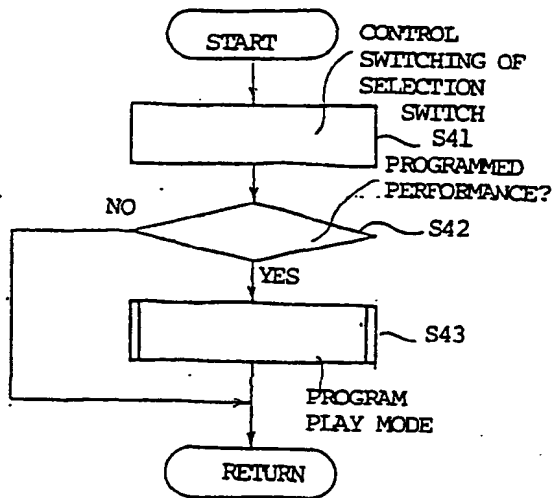 START
CONTROL
SWITCHING OF
SELECTION
SWITCH
S41
PROGRAMMED
PERFORMANCE?
NO
S42
YES
S43
PROGRAM
PLAY MODE
RETURN